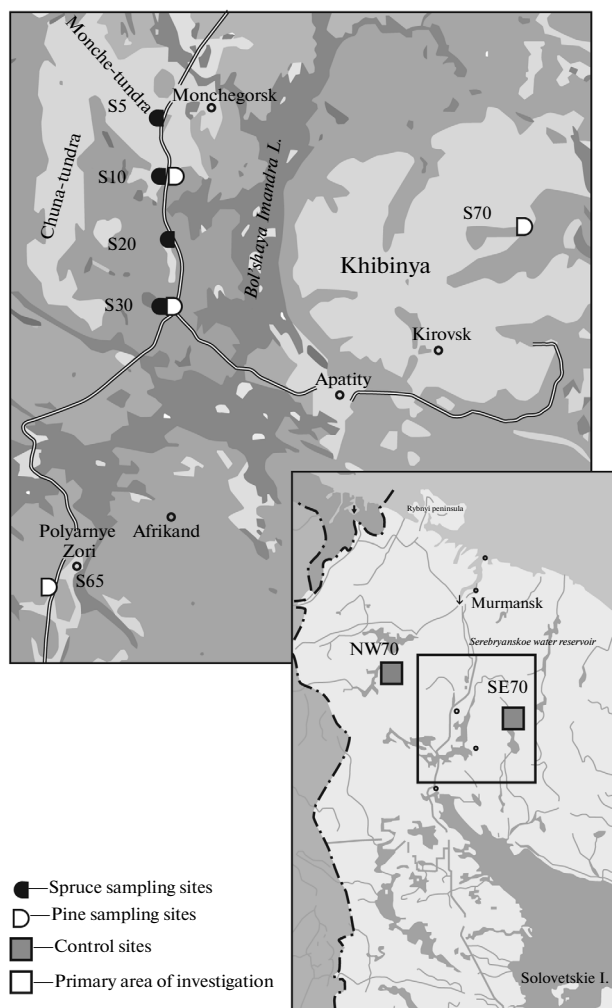 Monche-tundra
Monchegorsk
S5
Chuna-tundra
S10
Bol'shaya Imandra L.
S70
S20
Khibinya
S30
Kirovsk
Apatity
Polyarnye
Zori
Afrikand
S65
Rybnyi peninsula
Murmansk
Serebryanskoe water reservoir
NW70
SE70
Solovetskie I.
—Spruce sampling sites
—Pine sampling sites
—Control sites
—Primary area of investigation